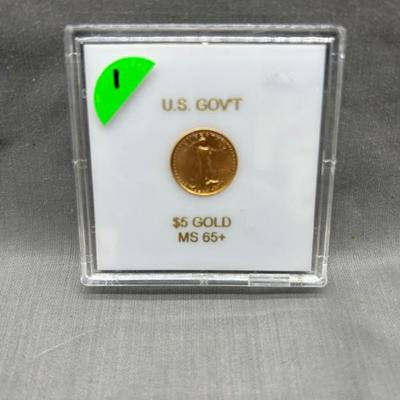 1
U.S. GOV'T
$5 GOLD
MS 65+